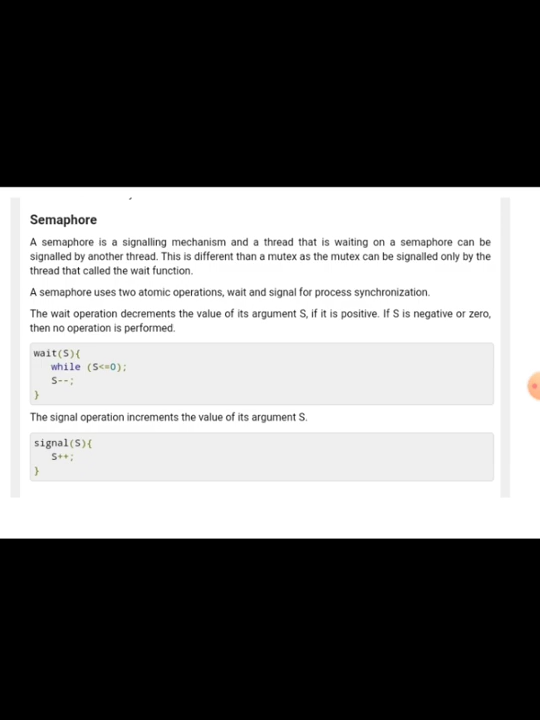 Semaphore
A semaphore is a signalling mechanism and a thread that is waiting on a semaphore can be
signalled by another thread. This is different than a mutex as the mutex can be signalled only by the
thread that called the wait function.
A semaphore uses two atomic operations, wait and signal for process synchronization.
The wait operation decrements the value of its argument S, if it is positive. If S is negative or zero,
then no operation is performed.
wait(S){
while (S<=0);
S--;
}
The signal operation increments the value of its argument S.
signal(S){
S++;
}